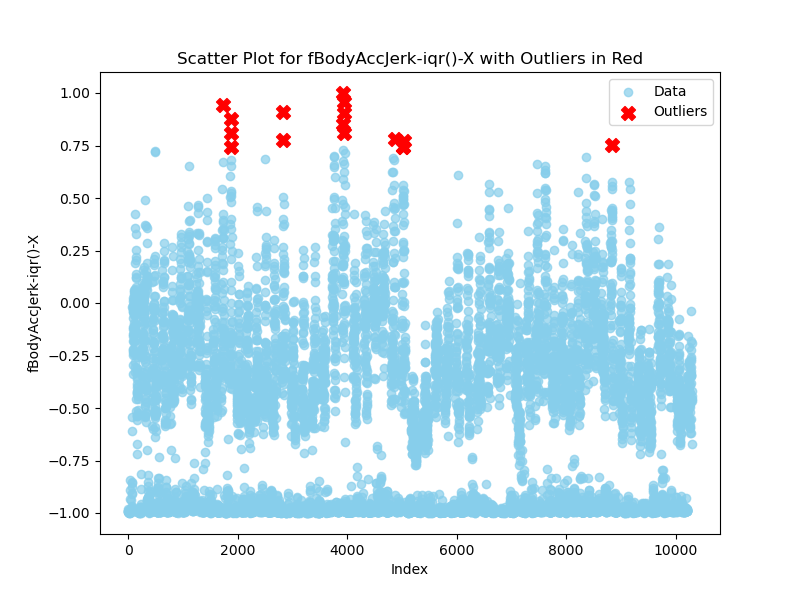 Scatter Plot for fBodyAccJerk-iqr()-X with Outliers in Red
Data
Outliers
fBodyAccJerk-iqr()-X
1.00
0.75
0.50
0.25
0.00
−0.25
−0.50
−0.75
−1.00
0 2000 4000 6000 8000 10000
Index